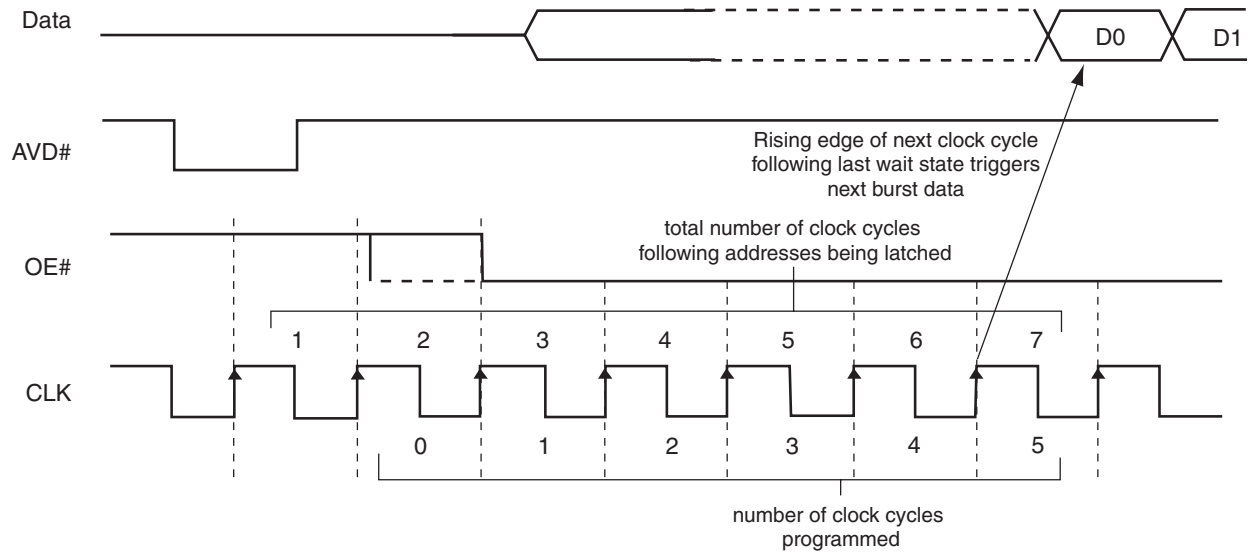 Data
D0
D1
AVD#
Rising edge of next clock cycle
following last wait state triggers
next burst data
total number of clock cycles
following addresses being latched
OE#
1 2 3 4 5 6 7
CLK
0 1 2 3 4 5
number of clock cycles
programmed